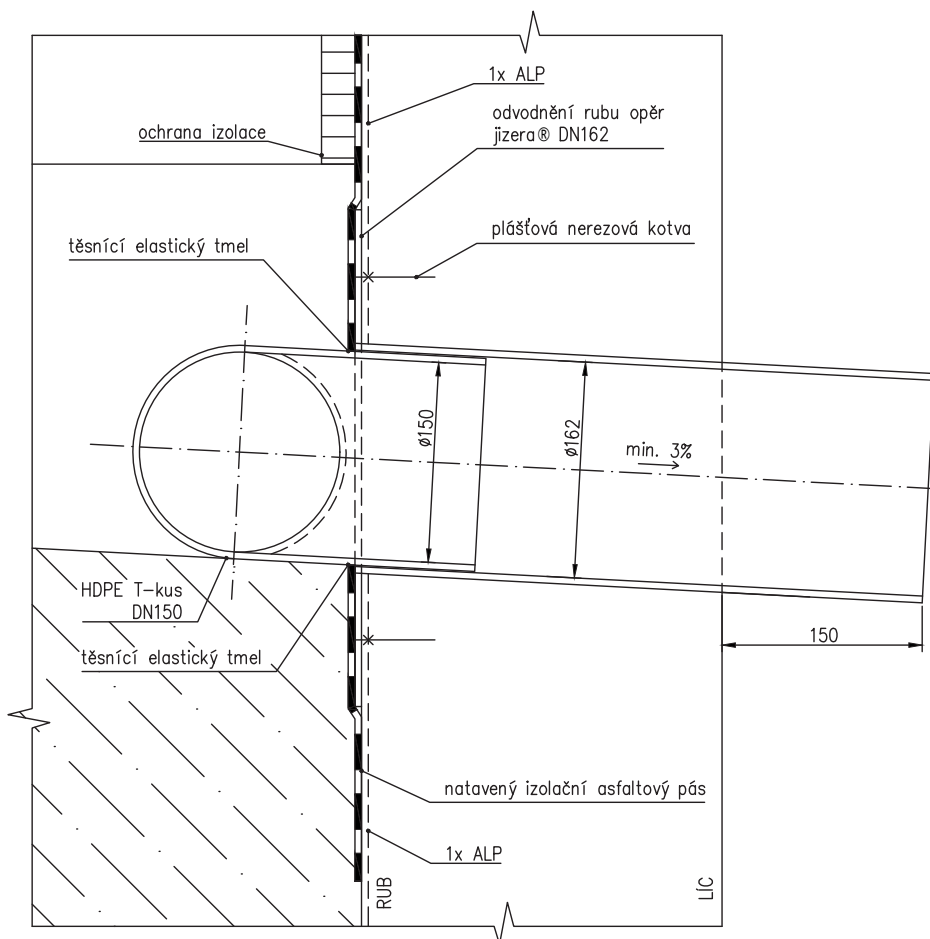 1x ALP
odvodnění rubu opěr
jizera® DN162
ochrana izolace
plášťová nerezová kotva
těsnící elastický tmel
ø150
ø162
min. 3%
HDPE T-kus
DN150
těsnící elastický tmel
150
natavený izolační asfaltový pás
1x ALP
RUB
LÍC